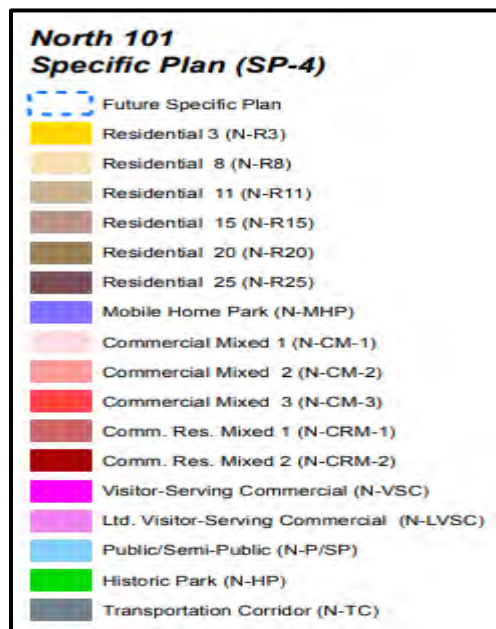 North 101
Specific Plan (SP-4)
Future Specific Plan
Residential 3 (N-R3)
Residential 8 (N-R8)
Residential 11 (N-R11)
Residential 15 (N-R15)
Residential 20 (N-R20)
Residential 25 (N-R25)
Mobile Home Park (N-MHP)
Commercial Mixed 1 (N-CM-1)
Commercial Mixed 2 (N-CM-2)
Commercial Mixed 3 (N-CM-3)
Comm. Res. Mixed 1 (N-CRM-1)
Comm. Res. Mixed 2 (N-CRM-2)
Visitor-Serving Commercial (N-VSC)
Ltd. Visitor-Serving Commercial (N-LVSC)
Public/Semi-Public (N-P/SP)
Historic Park (N-HP)
Transportation Corridor (N-TC)